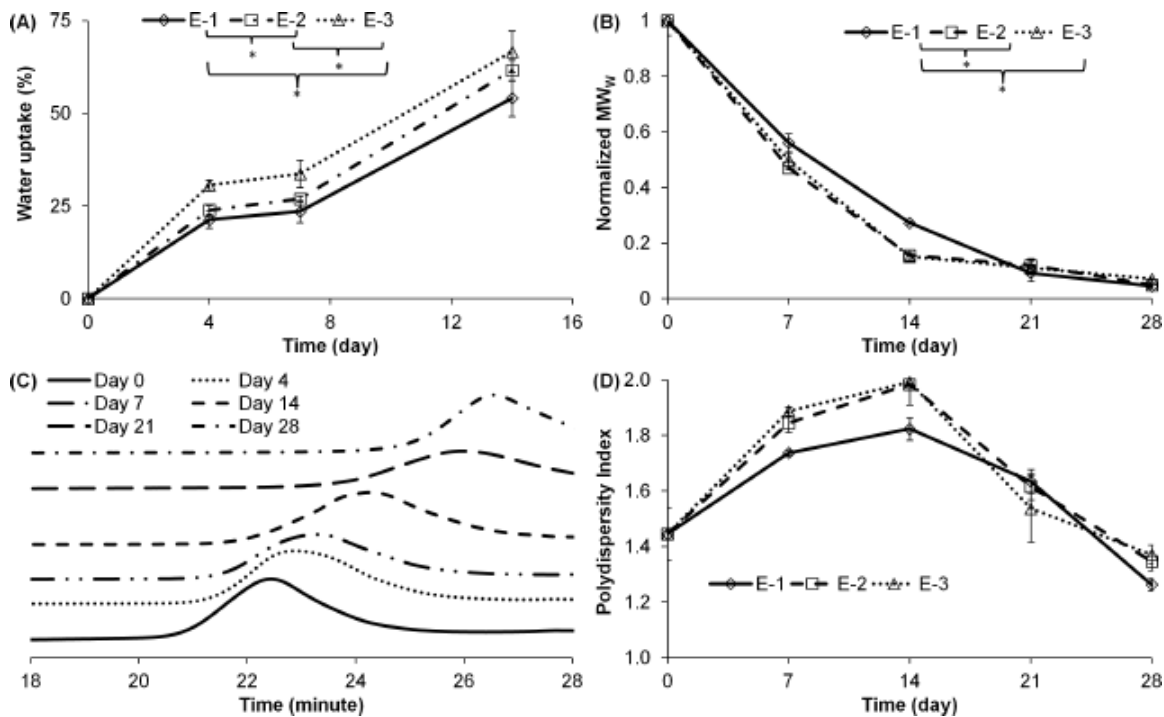 (A)
E-1 E-2 E-3
*
*
*
75
50
25
0
Water uptake (%)
0 4 8 12 16
Time (day)
(B)
E-1 E-2 E-3
*
*
1
0.8
0.6
0.4
0.2
0
Normalized MWW
0 7 14 21 28
Time (day)
(C)
Day 0 Day 4
Day 7 Day 14
Day 21 Day 28
18 20 22 24 26 28
Time (minute)
(D)
2.0
1.8
1.6
1.4
1.2
1.0
Polydispersity Index
E-1 E-2 E-3
0 7 14 21 28
Time (day)